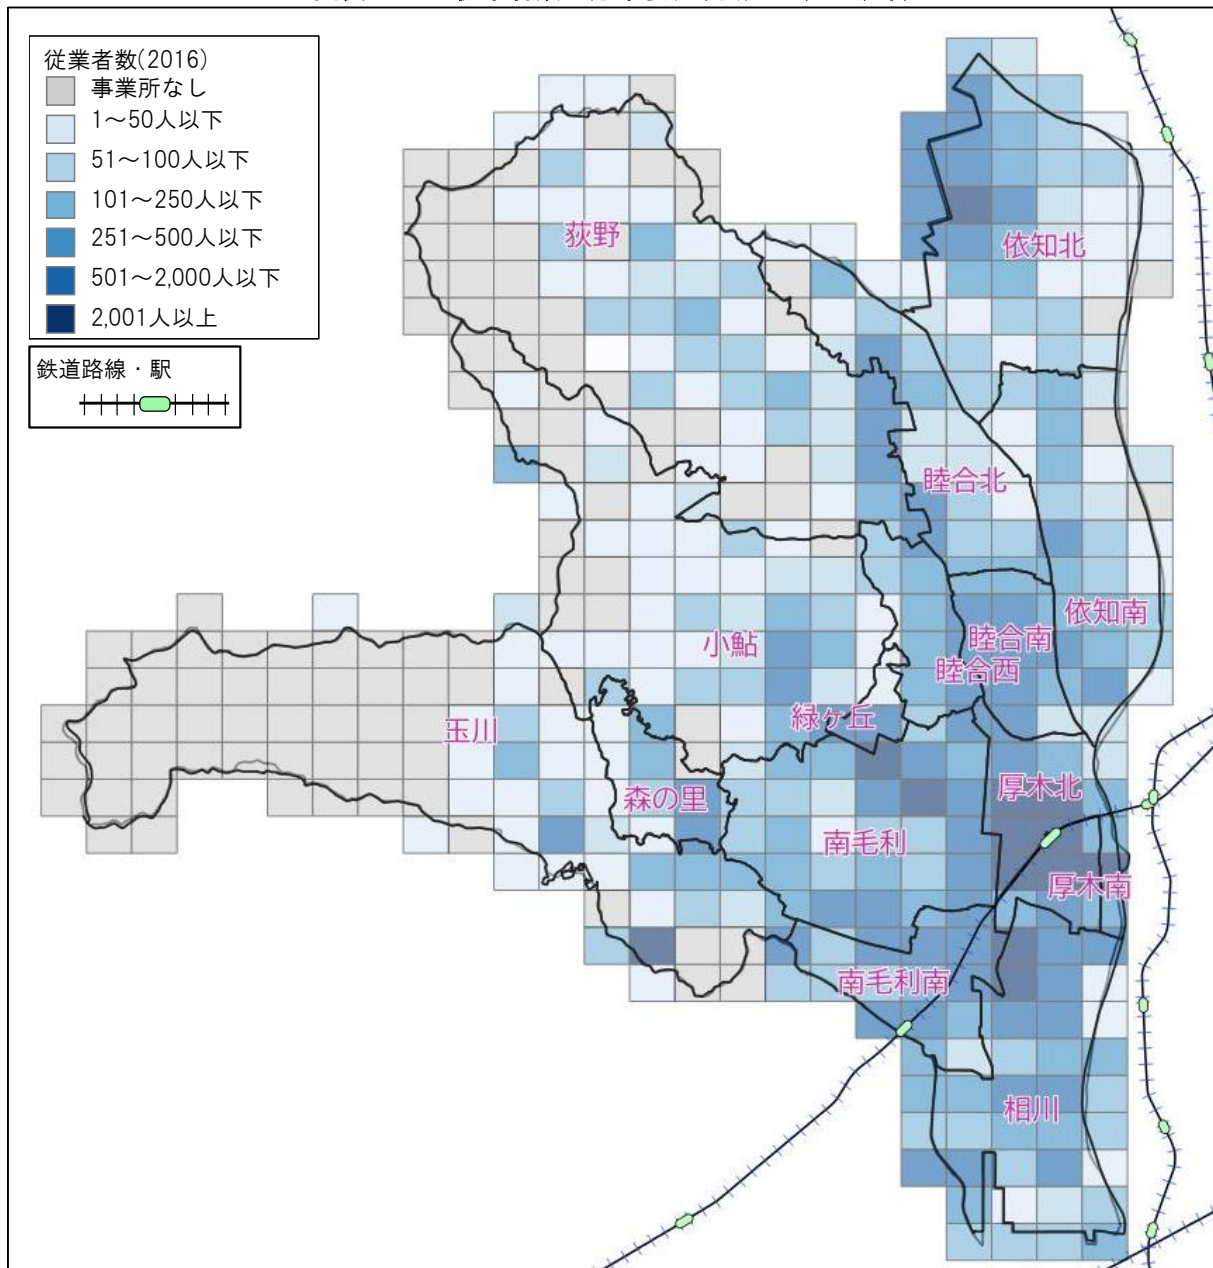 従業者数(2016)
事業所なし
1～50人以下
51～100人以下
101～250人以下
251～500人以下
501～2,000人以下
2,001人以上
鉄道路線・駅
荻野
依知北
睦合北
依知南
小鮎
睦合南
睦合西
緑ヶ丘
玉川
森の里
厚木北
南毛利
厚木南
南毛利南
相川